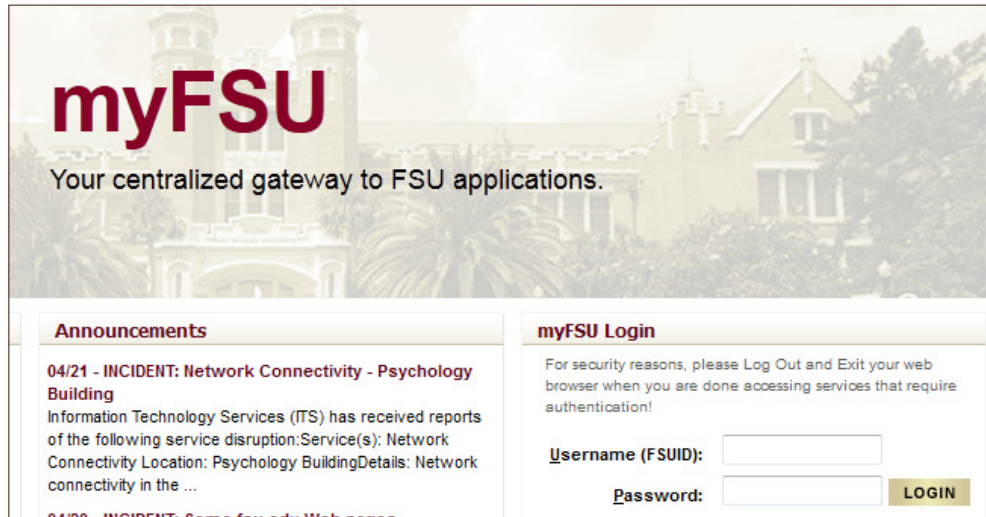 myFSU
Your centralized gateway to FSU applications.
Announcements
04/21 - INCIDENT: Network Connectivity - Psychology
Building
Information Technology Services (ITS) has received reports
of the following service disruption:Service(s): Network
Connectivity Location: Psychology BuildingDetails: Network
connectivity in the ...
myFSU Login
For security reasons, please Log Out and Exit your web
browser when you are done accessing services that require
authentication!
Username (FSUID):
Password:
LOGIN